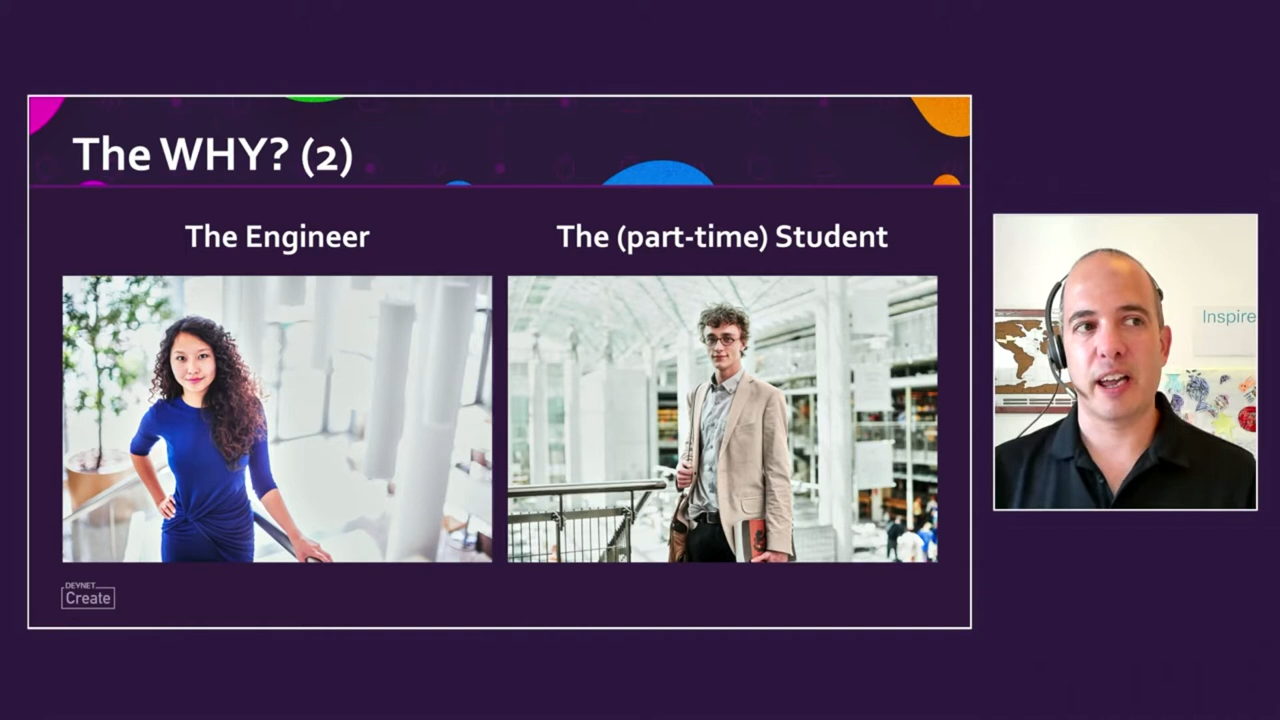 The WHY? (2)
The Engineer
The (part-time) Student
DEVNET
Create
Inspire